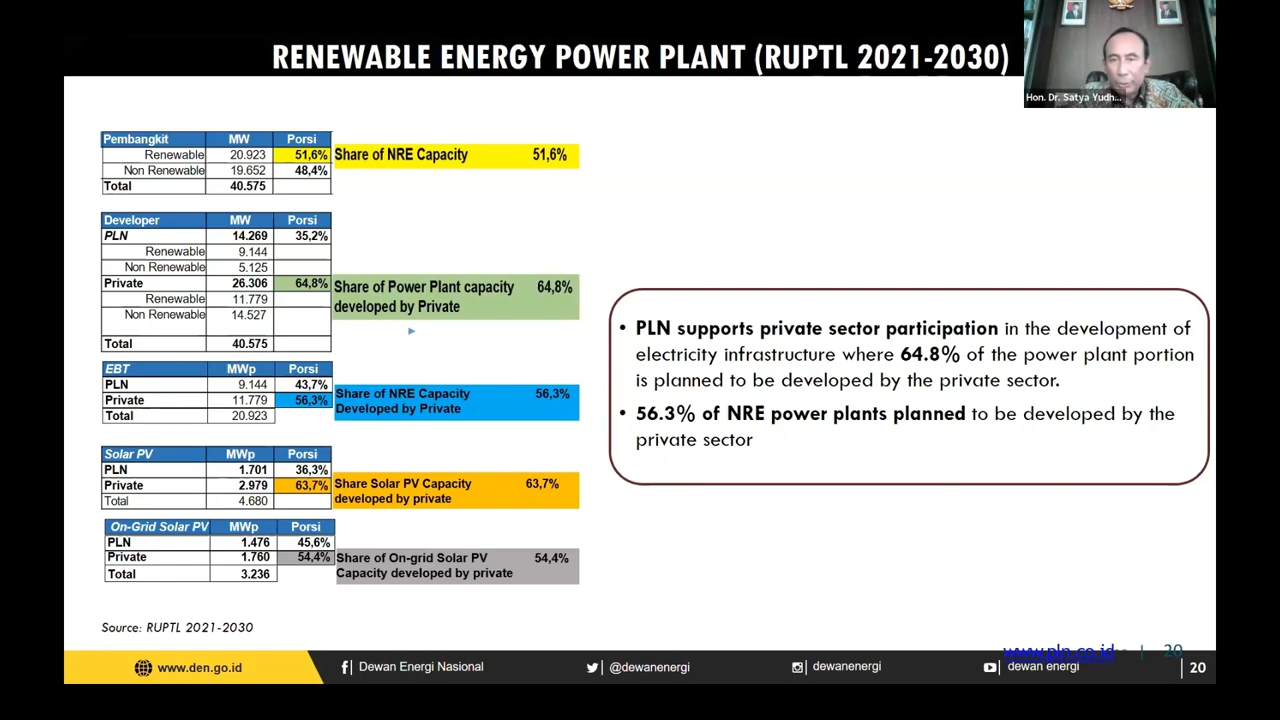 RENEWABLE ENERGY POWER PLANT (RUPTL 2021-2030)
Hon. Dr. Satya Yudh...
Pembangkit MW Porsi
Renewable 20.923 51,6% Share of NRE Capacity 51,6%
Non Renewable 19.652 48,4%
Total 40.575
Developer MW Porsi
PLN 14.269 35,2%
Renewable 9.144
Non Renewable 5.125
Private 26.306 64,8% Share of Power Plant capacity 64,8%
developed by Private
Renewable 11.779
Non Renewable 14.527
Total 40.575
EBT MWp Porsi
PLN 9.144 43,7% Share of NRE Capacity 56,3%
Private 11.779 56,3% Developed by Private
Total 20.923
Solar PV MWp Porsi
PLN 1.701 36,3%
Private 2.979 63,7% Share Solar PV Capacity 63,7%
Total 4.680 developed by private
On-Grid Solar PV MWp Porsi
PLN 1.476 45,6%
Private 1.760 54,4% Share of On-grid Solar PV 54,4%
Total 3.236 Capacity developed by private
• PLN supports private sector participation in the development of
electricity infrastructure where 64.8% of the power plant portion
is planned to be developed by the private sector.
• 56.3% of NRE power plants planned to be developed by the
private sector
Source: RUPTL 2021-2030
www.pln.co.id | 20
www.den.go.id Dewan Energi Nasional @dewanenergi dewanenergi dewan energi 20